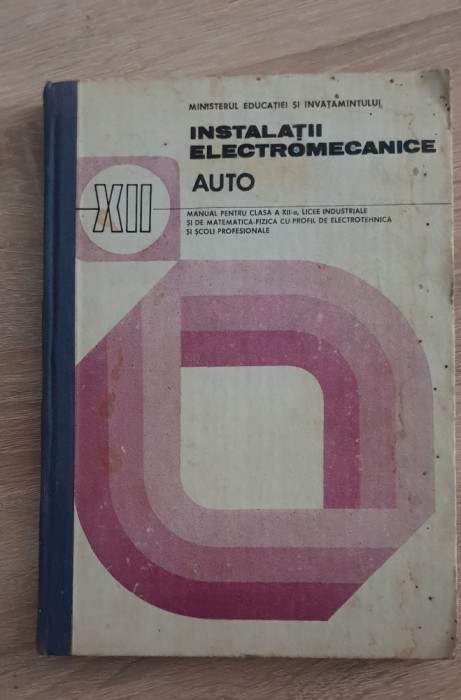 MINISTERUL EDUCAȚIEI ȘI INVĂȚĂMÎNTULUI
INSTALAȚII
ELECTROMECANICE
AUTO
XII
MANUAL PENTRU CLASA A XII-a, LICEE INDUSTRIALE
ȘI DE MATEMATICĂ-FIZICĂ CU PROFIL DE ELECTROTEHNICĂ
ȘI ȘCOLI PROFESIONALE